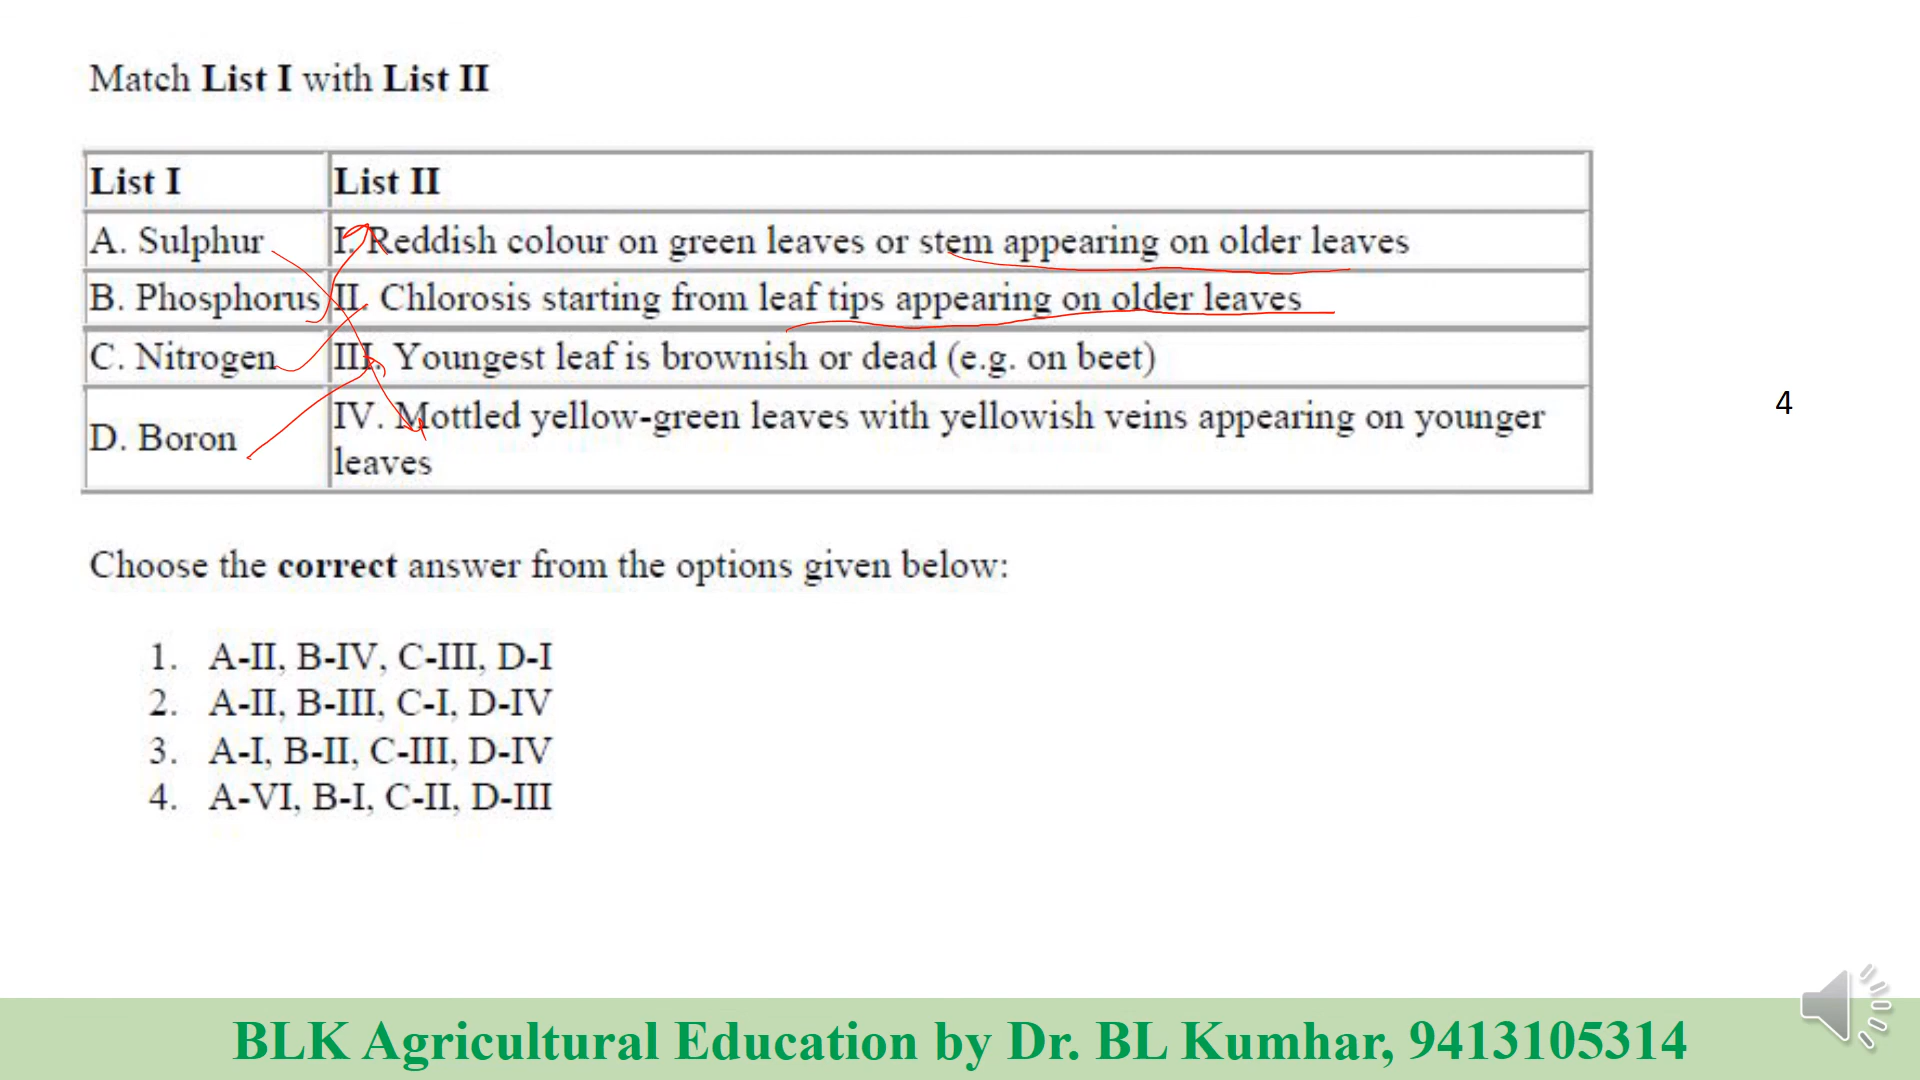 Match List I with List II
List I List II
A. Sulphur I. Reddish colour on green leaves or stem appearing on older leaves
B. Phosphorus II. Chlorosis starting from leaf tips appearing on older leaves
C. Nitrogen III. Youngest leaf is brownish or dead (e.g. on beet)
D. Boron IV. Mottled yellow-green leaves with yellowish veins appearing on younger
leaves
4
Choose the correct answer from the options given below:
1. A-II, B-IV, C-III, D-I
2. A-II, B-III, C-I, D-IV
3. A-I, B-II, C-III, D-IV
4. A-VI, B-I, C-II, D-III
BLK Agricultural Education by Dr. BL Kumhar, 9413105314